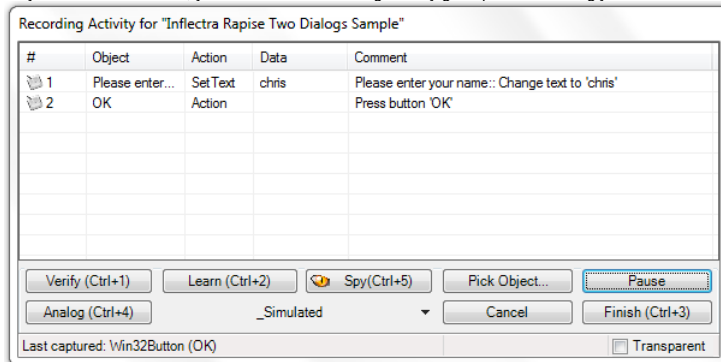 Recording Activity for "Inflectra Rapise Two Dialogs Sample"
# Object Action Data Comment
1 Please enter... SetText chris Please enter your name:: Change text to 'chris'
2 OK Action Press button 'OK'
Verify (Ctrl+1) Learn (Ctrl+2) Spy(Ctrl+5) Pick Object... Pause
Analog (Ctrl+4) _Simulated Cancel Finish (Ctrl+3)
Last captured: Win32Button (OK) Transparent